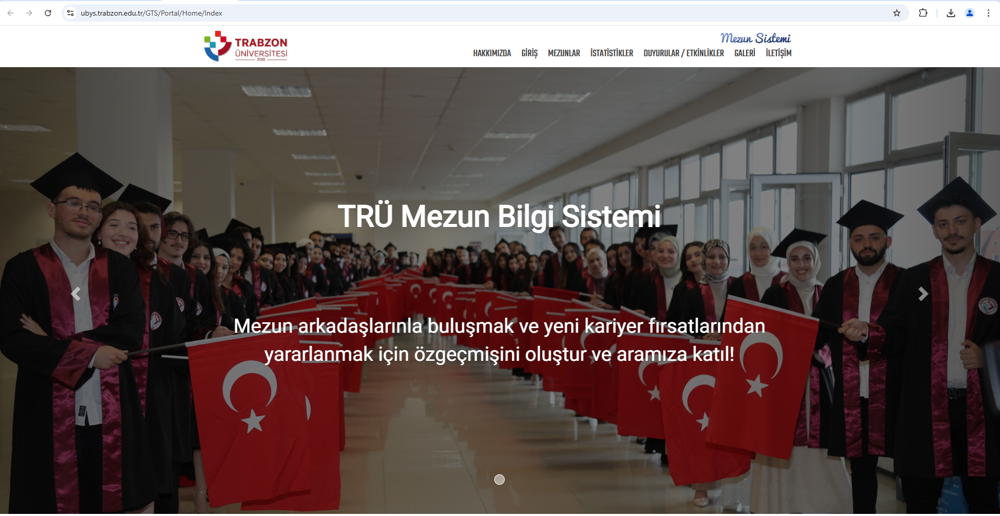 ubys.trabzon.edu.tr/GTS/Portal/Home/Index
TRABZON
ÜNİVERSİTESİ
2018
Mezun Sistemi
HAKKIMIZDA GİRİŞ MEZUNLAR İSTATİSTİKLER DUYURULAR / ETKİNLİKLER GALERİ İLETİŞİM
TRÜ Mezun Bilgi Sistemi
Mezun arkadaşlarınla buluşmak ve yeni kariyer fırsatlarından
yararlanmak için özgeçmişini oluştur ve aramıza katıl!